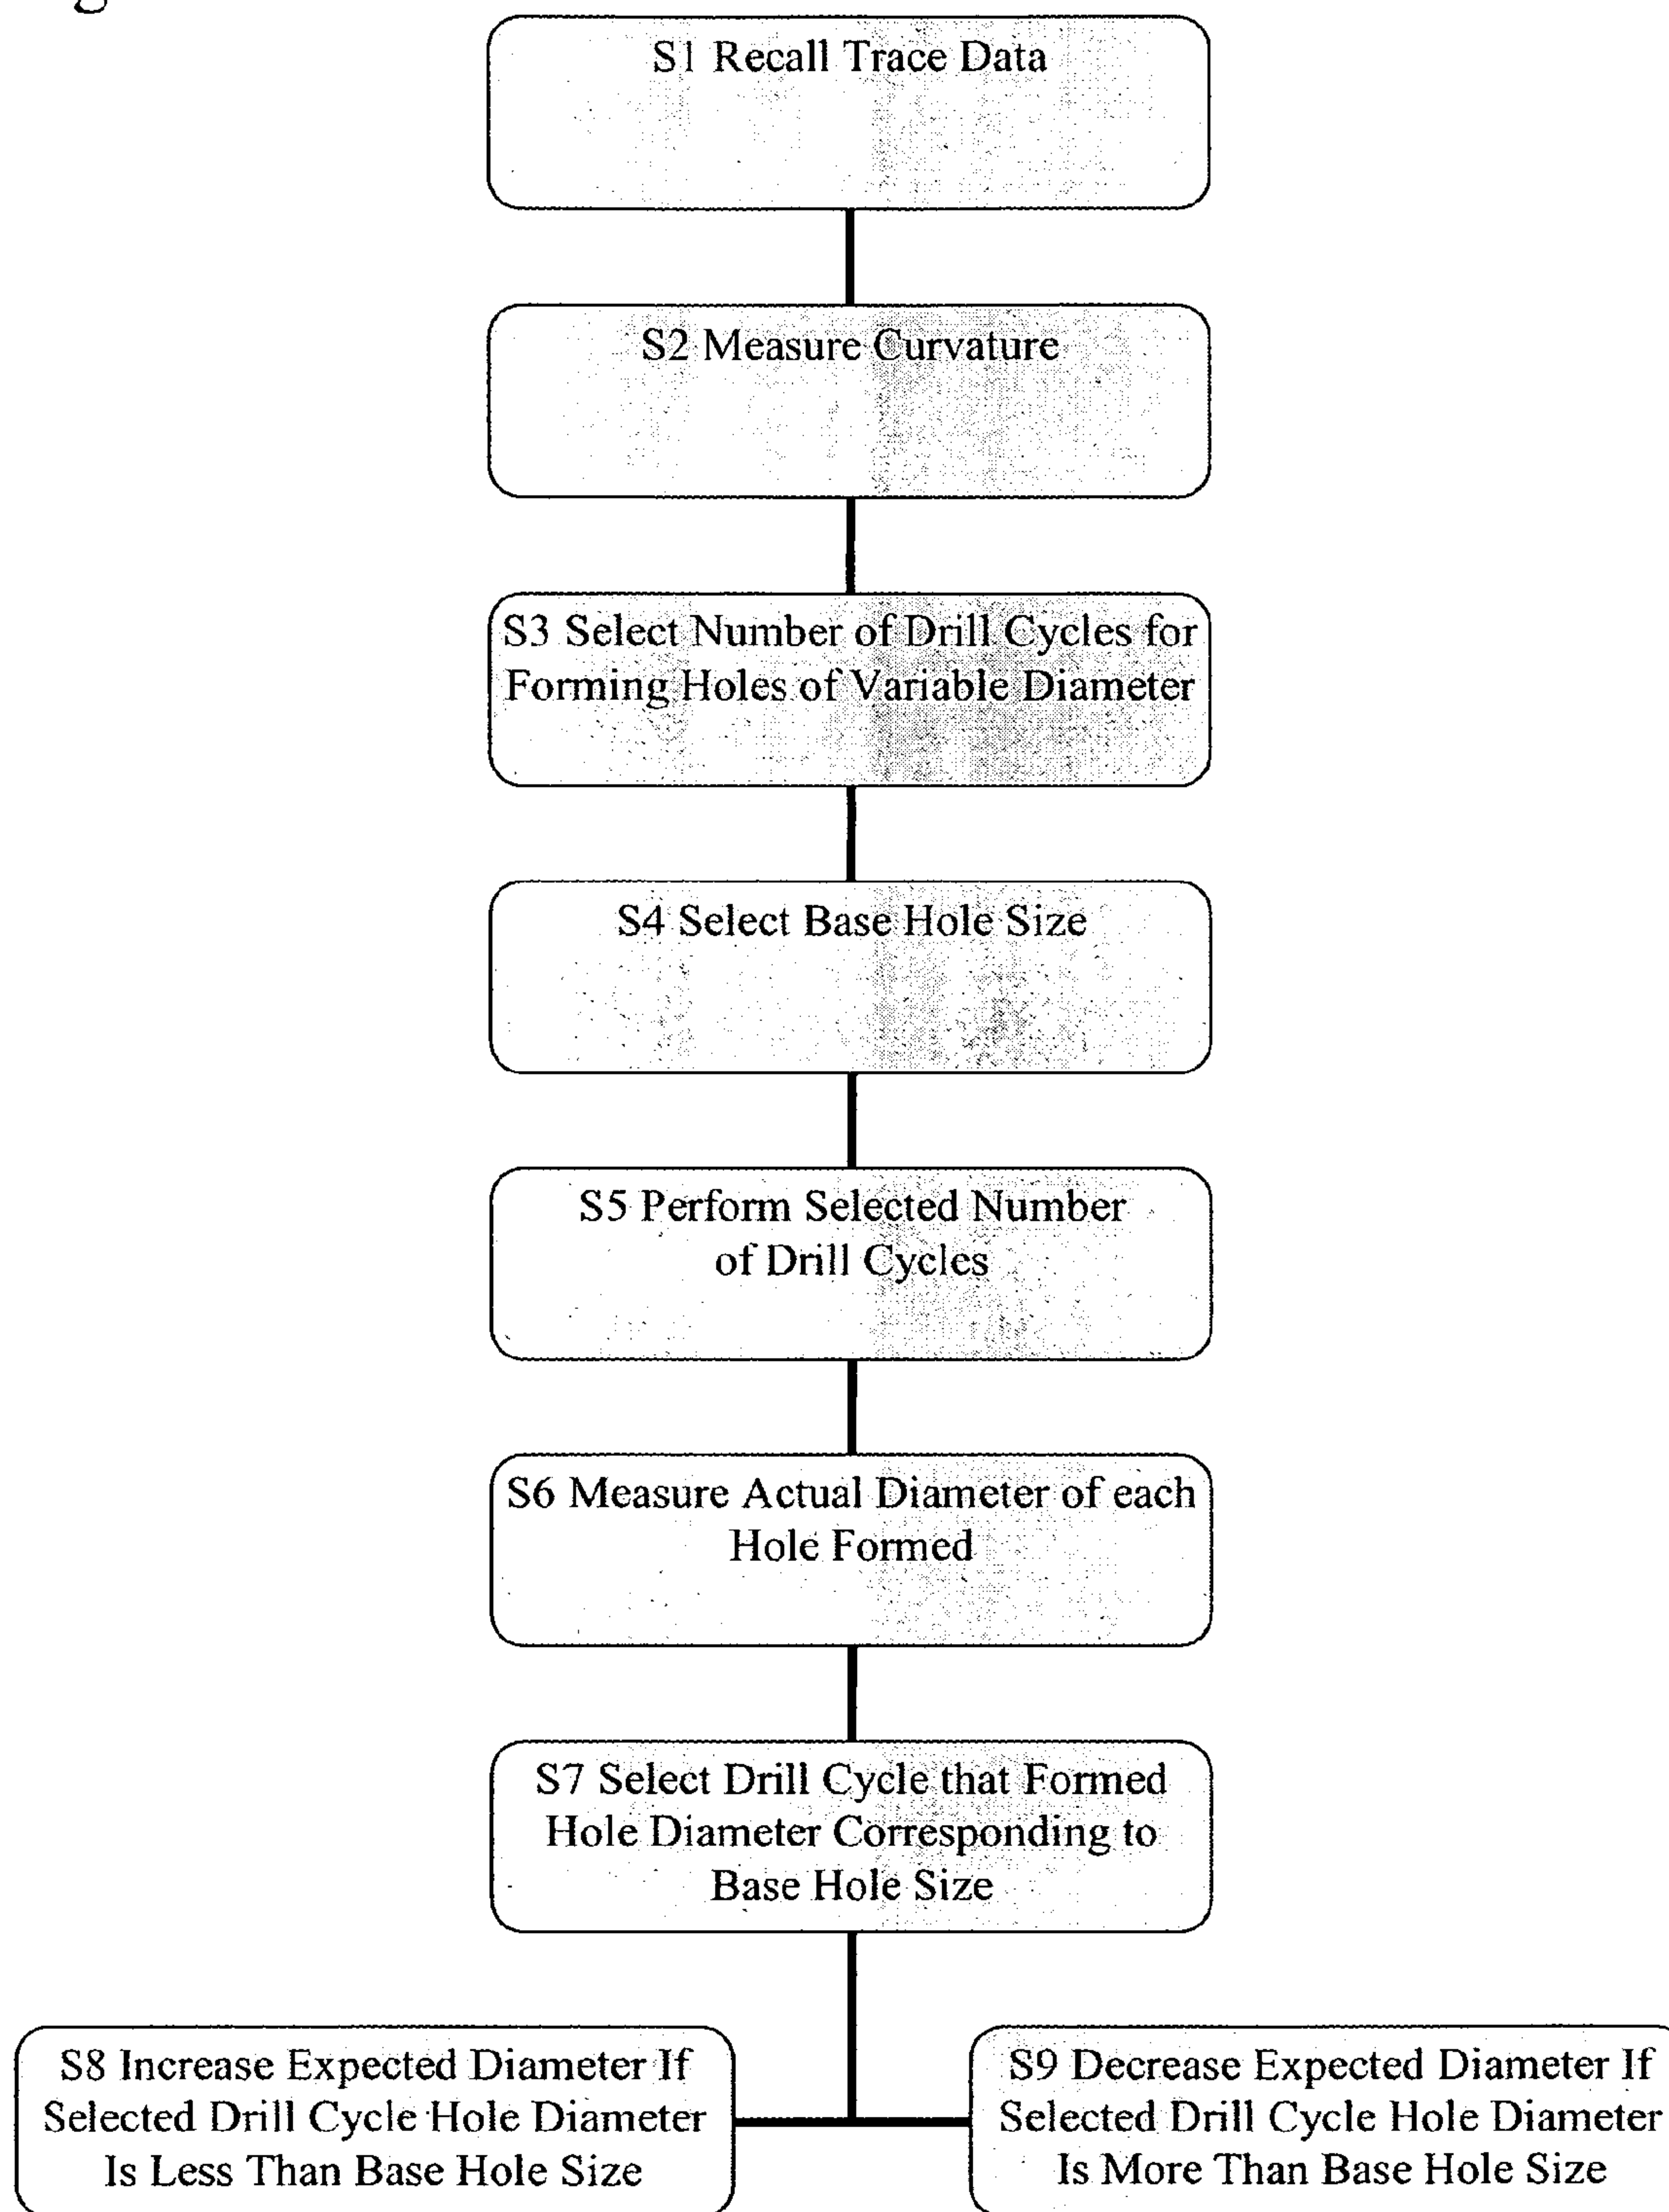 S1 Recall Trace Data
S2 Measure Curvature
S3 Select Number of Drill Cycles for
Forming Holes of Variable Diameter
S4 Select Base Hole Size
S5 Perform Selected Number
of Drill Cycles
S6 Measure Actual Diameter of each
Hole Formed
S7 Select Drill Cycle that Formed
Hole Diameter Corresponding to
Base Hole Size
S8 Increase Expected Diameter If
Selected Drill Cycle Hole Diameter
Is Less Than Base Hole Size
S9 Decrease Expected Diameter If
Selected Drill Cycle Hole Diameter
Is More Than Base Hole Size